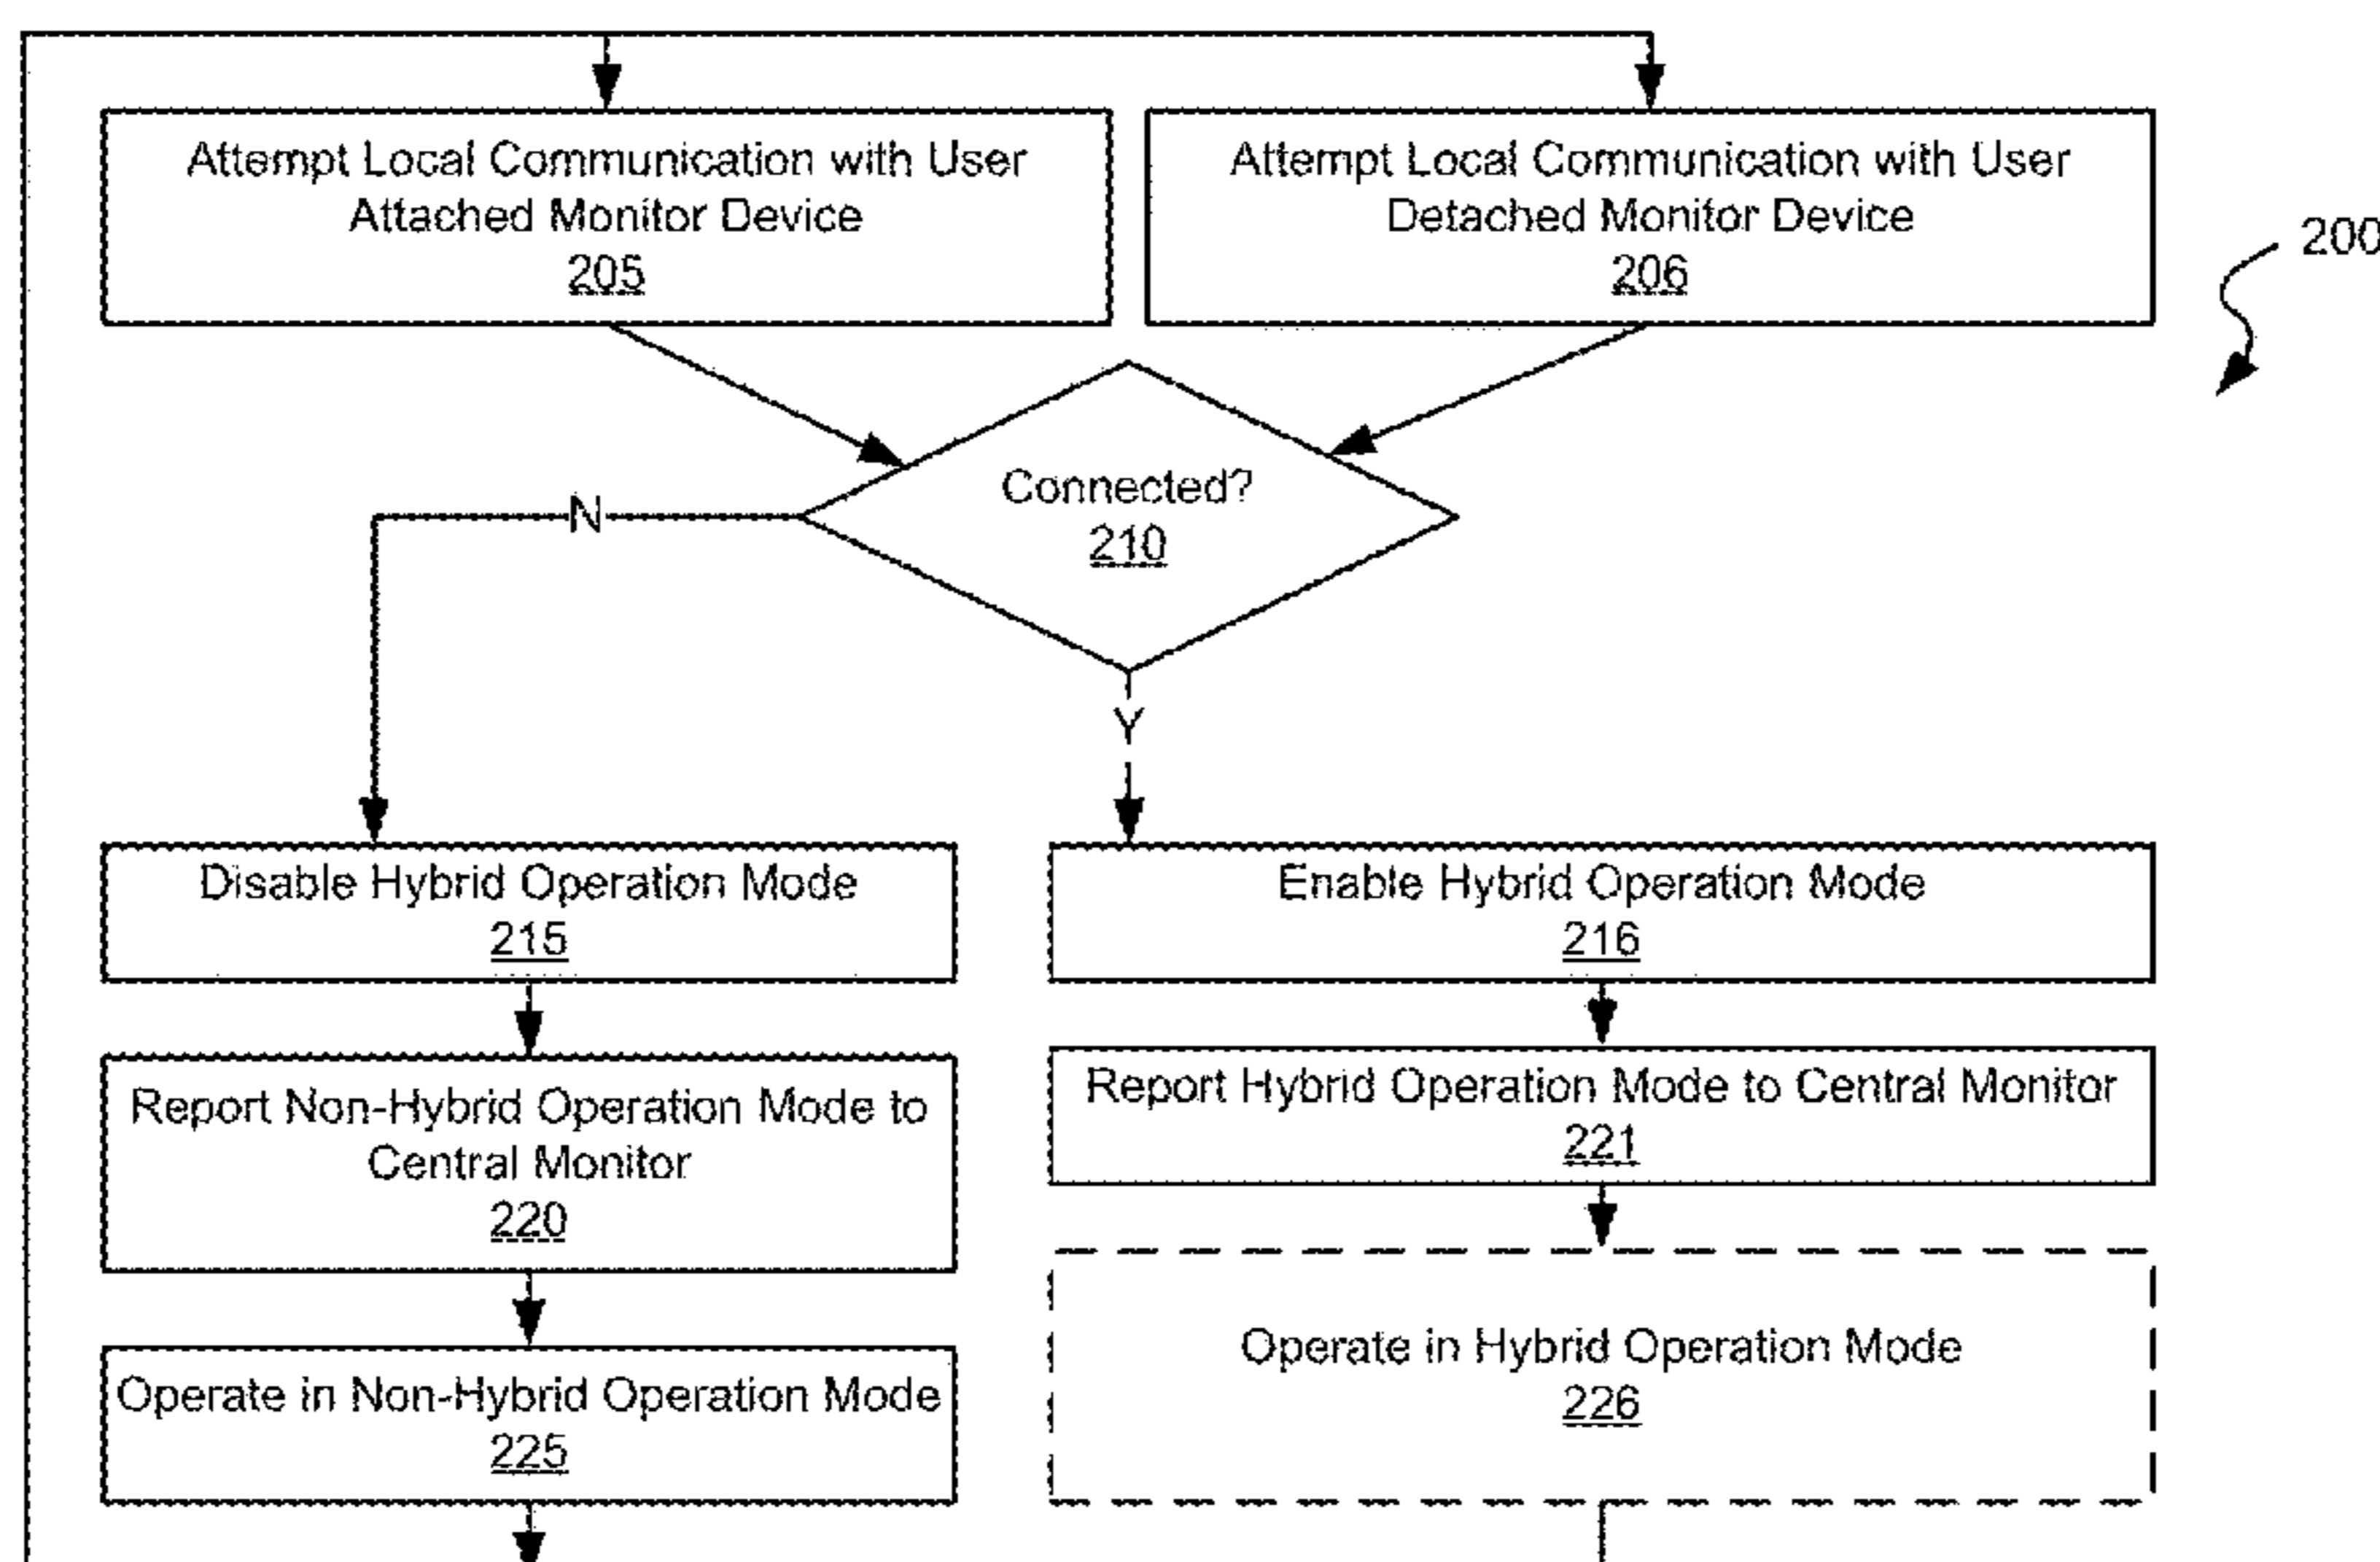 Attempt Local Communication with User
Attached Monitor Device
205
Attempt Local Communication with User
Detached Monitor Device
206
200
Connected?
210
N
Y
Disable Hybrid Operation Mode
215
Enable Hybrid Operation Mode
216
Report Non-Hybrid Operation Mode to
Central Monitor
220
Report Hybrid Operation Mode to Central Monitor
221
Operate in Non-Hybrid Operation Mode
225
Operate in Hybrid Operation Mode
226